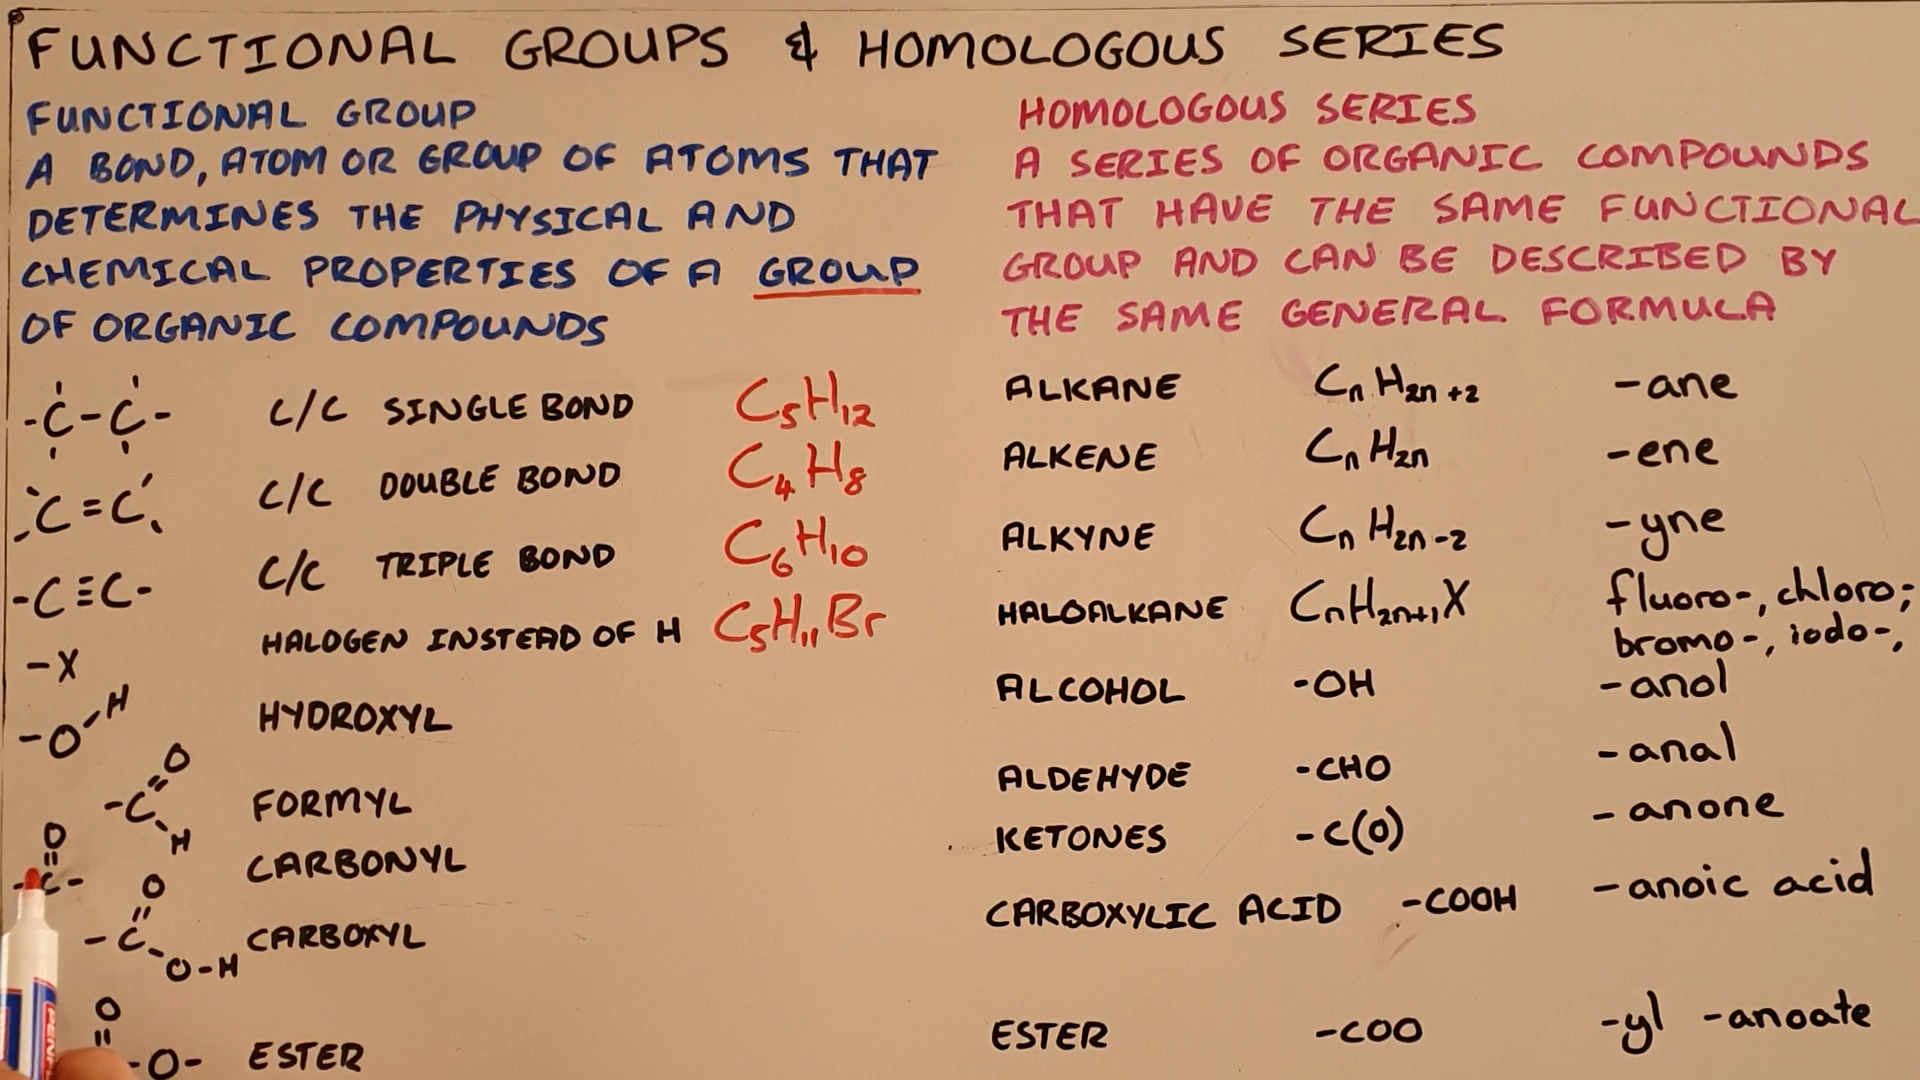 FUNCTIONAL GROUPS & HOMOLOGOUS SERIES
FUNCTIONAL GROUP
A BOND, ATOM OR GROUP OF ATOMS THAT
DETERMINES THE PHYSICAL AND
CHEMICAL PROPERTIES OF A GROUP
OF ORGANIC COMPOUNDS
-C-C- C/C SINGLE BOND C₅H₁₂
C=C C/C DOUBLE BOND C₄H₈
-C≡C- C/C TRIPLE BOND C₆H₁₀
-X HALOGEN INSTEAD OF H C₅H₁₁Br
-O-H HYDROXYL
O
-C FORMYL
H
O
-C- CARBONYL
O
-C CARBOXYL
O-H
O
-O- ESTER
HOMOLOGOUS SERIES
A SERIES OF ORGANIC COMPOUNDS
THAT HAVE THE SAME FUNCTIONAL
GROUP AND CAN BE DESCRIBED BY
THE SAME GENERAL FORMULA
ALKANE CₙH₂ₙ₊₂ -ane
ALKENE CₙH₂ₙ -ene
ALKYNE CₙH₂ₙ₋₂ -yne
HALOALKANE CₙH₂ₙ₊₁X fluoro-, chloro-,
bromo-, iodo-,
ALCOHOL -OH -anol
ALDEHYDE -CHO -anal
KETONES -C(O) -anone
CARBOXYLIC ACID -COOH -anoic acid
ESTER -COO -yl -anoate